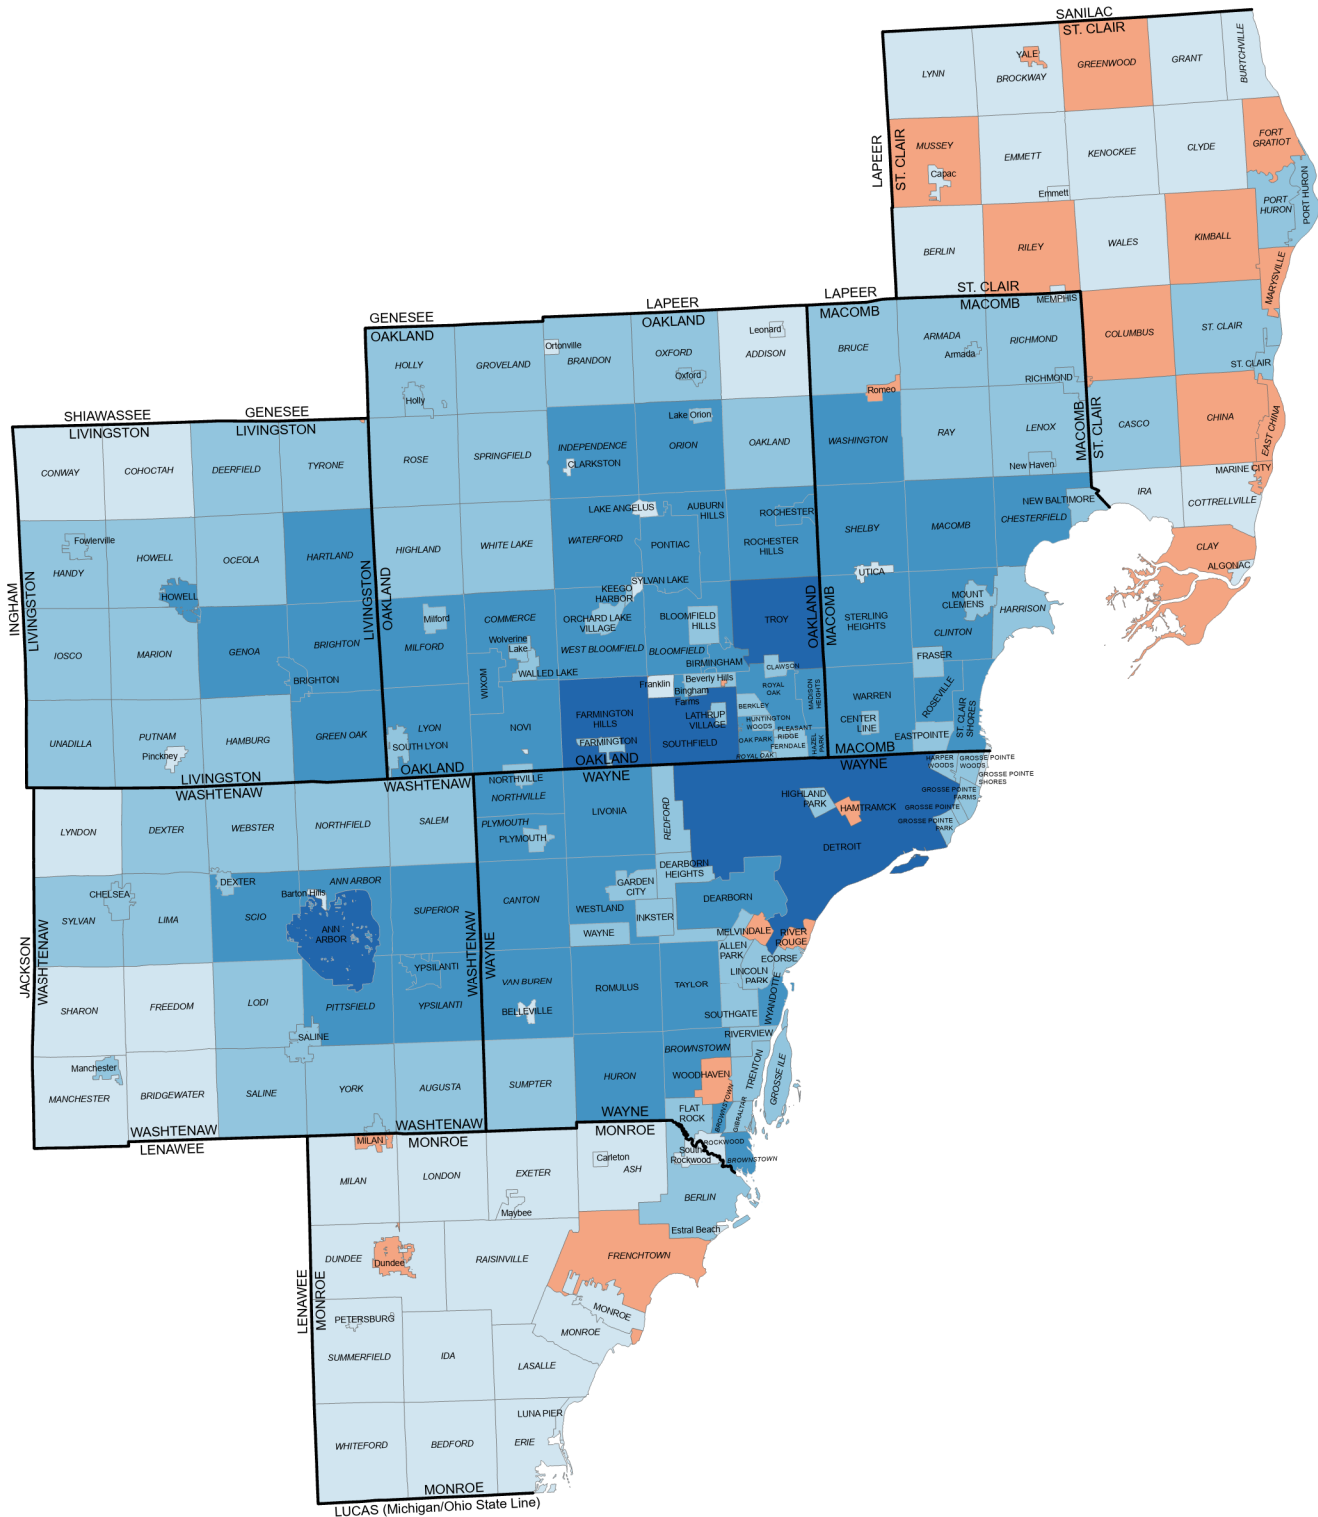 SANILAC
ST. CLAIR
LYNN
YALE
BROCKWAY
GREENWOOD
GRANT
BURTCHVILLE
LAPEER
ST. CLAIR
MUSSEY
Capac
EMMETT
Emmett
KENOCKEE
CLYDE
FORT
GRATIOT
PORT
HURON
PORT HURON
BERLIN
RILEY
WALES
KIMBALL
MARYSVILLE
LAPEER
ST. CLAIR
MACOMB
MACOMB
MEMPHIS
COLUMBUS
ST. CLAIR
ST. CLAIR
LAPEER
OAKLAND
GENESEE
OAKLAND
HOLLY
Holly
GROVELAND
Ortonville
BRANDON
OXFORD
Oxford
Leonard
ADDISON
BRUCE
Romeo
ARMADA
Armada
RICHMOND
RICHMOND
MACOMB
ST. CLAIR
CASCO
CHINA
EAST CHINA
MARINE CITY
SHIAWASSEE
LIVINGSTON
GENESEE
LIVINGSTON
CONWAY
COHOCTAH
DEERFIELD
TYRONE
ROSE
SPRINGFIELD
INDEPENDENCE
CLARKSTON
Lake Orion
ORION
OAKLAND
WASHINGTON
RAY
LENOX
New Haven
NEW BALTIMORE
CHESTERFIELD
IRA
COTTRELLVILLE
CLAY
ALGONAC
INGHAM
LIVINGSTON
Fowlerville
HANDY
HOWELL
HOWELL
OCEOLA
HARTLAND
LIVINGSTON
OAKLAND
HIGHLAND
WHITE LAKE
LAKE ANGELUS
WATERFORD
PONTIAC
AUBURN
HILLS
ROCHESTER
ROCHESTER
HILLS
SHELBY
MACOMB
UTICA
SYLVAN LAKE
KEEGO
HARBOR
IOSCO
MARION
GENOA
BRIGHTON
BRIGHTON
Milford
MILFORD
COMMERCE
Wolverine
Lake
WALLED LAKE
ORCHARD LAKE
VILLAGE
WEST BLOOMFIELD
BLOOMFIELD
HILLS
BLOOMFIELD
BIRMINGHAM
TROY
OAKLAND
MACOMB
STERLING
HEIGHTS
MOUNT
CLEMENS
CLINTON
HARRISON
FRASER
CLAWSON
WIXOM
Franklin
Beverly Hills
Bingham
Farms
ROYAL
OAK
MADISON
HEIGHTS
WARREN
CENTER
LINE
ROSEVILLE
ST. CLAIR
SHORES
EASTPOINTE
UNADILLA
PUTNAM
Pinckney
HAMBURG
GREEN OAK
LYON
SOUTH LYON
NOVI
FARMINGTON
HILLS
FARMINGTON
LATHRUP
VILLAGE
SOUTHFIELD
BERKLEY
HUNTINGTON
WOODS
OAK PARK
PLEASANT
RIDGE
FERNDALE
HAZEL
PARK
ROYAL OAK
LIVINGSTON
WASHTENAW
WASHTENAW
OAKLAND
WAYNE
OAKLAND
MACOMB
WAYNE
NORTHVILLE
NORTHVILLE
HARPER
WOODS
GROSSE POINTE
WOODS
GROSSE POINTE
SHORES
GROSSE POINTE
FARMS
GROSSE POINTE
GROSSE POINTE
PARK
LYNDON
DEXTER
WEBSTER
NORTHFIELD
SALEM
PLYMOUTH
PLYMOUTH
LIVONIA
REDFORD
HIGHLAND
PARK
HAMTRAMCK
DETROIT
JACKSON
WASHTENAW
CHELSEA
SYLVAN
LIMA
DEXTER
SCIO
Barton Hills
ANN ARBOR
ANN
ARBOR
SUPERIOR
WASHTENAW
WAYNE
CANTON
WESTLAND
GARDEN
CITY
DEARBORN
HEIGHTS
INKSTER
WAYNE
DEARBORN
MELVINDALE
RIVER
ROUGE
ALLEN
PARK
ECORSE
LINCOLN
PARK
SHARON
FREEDOM
LODI
SALINE
PITTSFIELD
YPSILANTI
YPSILANTI
VAN BUREN
BELLEVILLE
ROMULUS
TAYLOR
WYANDOTTE
SOUTHGATE
RIVERVIEW
Manchester
MANCHESTER
BRIDGEWATER
SALINE
YORK
AUGUSTA
SUMPTER
HURON
BROWNSTOWN
WOODHAVEN
TRENTON
GROSSE ILE
BROWNSTOWN
GIBRALTAR
FLAT
ROCK
ROCKWOOD
BROWNSTOWN
WASHTENAW
LENAWEE
WASHTENAW
MONROE
WAYNE
MONROE
MILAN
MILAN
LONDON
EXETER
Maybee
Carleton
ASH
South
Rockwood
BERLIN
Estral Beach
DUNDEE
Dundee
RAISINVILLE
FRENCHTOWN
LENAWEE
MONROE
PETERSBURG
SUMMERFIELD
IDA
MONROE
MONROE
LASALLE
WHITEFORD
BEDFORD
LUNA PIER
ERIE
MONROE
LUCAS (Michigan/Ohio State Line)